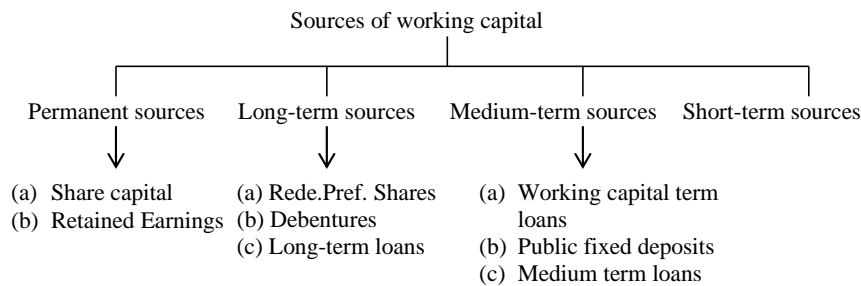 Sources of working capital
Permanent sources
Long-term sources
Medium-term sources
Short-term sources
(a) Share capital
(b) Retained Earnings
(a) Rede.Pref. Shares
(b) Debentures
(c) Long-term loans
(a) Working capital term
loans
(b) Public fixed deposits
(c) Medium term loans